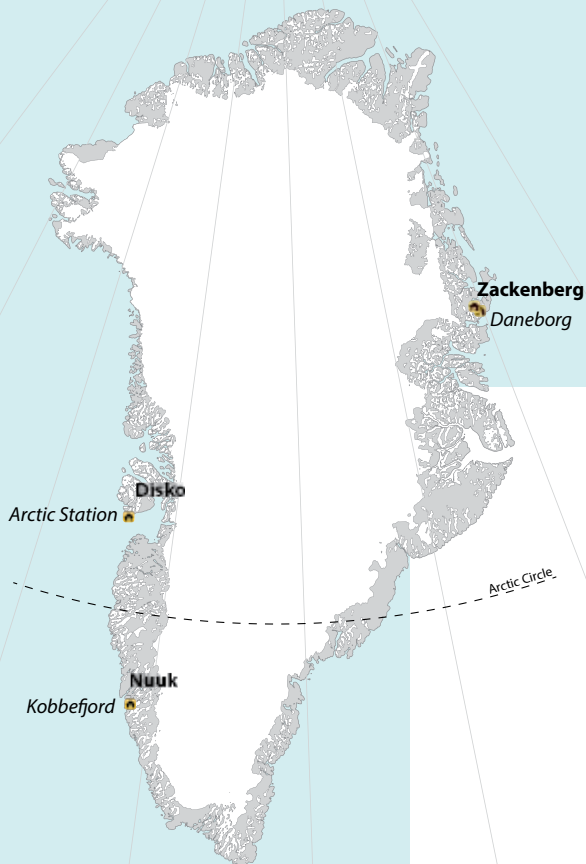 Zackenberg
Daneborg
Disko
Arctic Station
Arctic Circle
Nuuk
Kobbefjord